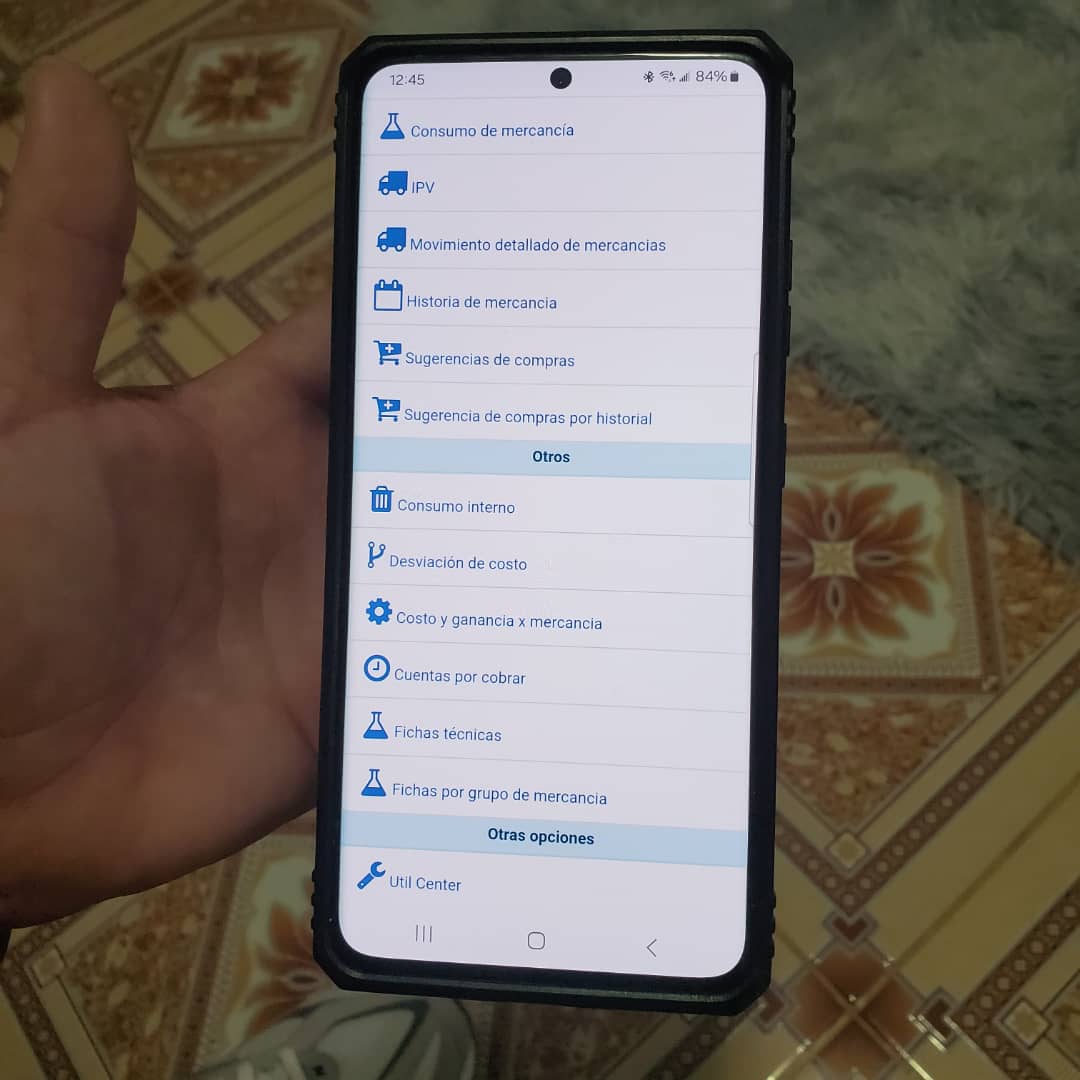 12:45
84%
Consumo de mercancía
IPV
Movimiento detallado de mercancias
Historia de mercancia
Sugerencias de compras
Sugerencia de compras por historial
Otros
Consumo interno
Desviación de costo
Costo y ganancia x mercancia
Cuentas por cobrar
Fichas técnicas
Fichas por grupo de mercancia
Otras opciones
Util Center